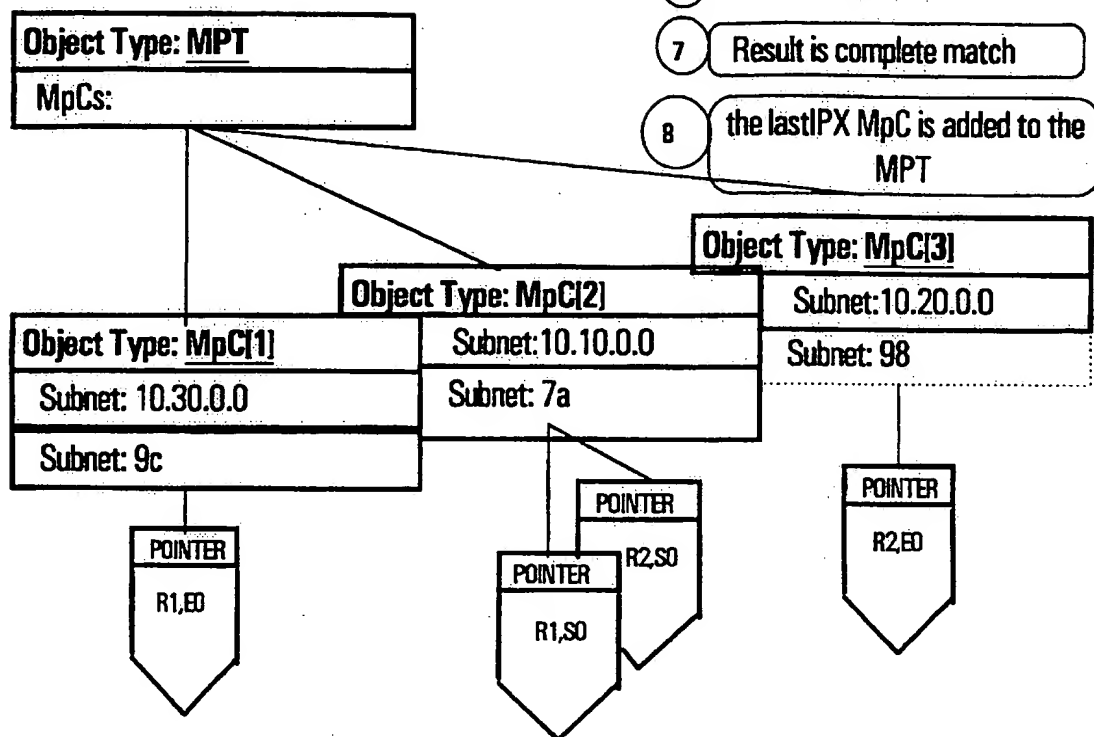 Object Type: MPT
MpCs:
7
Result is complete match
8
the lastIPX MpC is added to the
MPT
Object Type: MpC[3]
Subnet:10.20.0.0
Subnet: 98
Object Type: MpC[2]
Subnet:10.10.0.0
Subnet: 7a
Object Type: MpC[1]
Subnet: 10.30.0.0
Subnet: 9c
POINTER
R1,E0
POINTER
R1,S0
POINTER
R2,S0
POINTER
R2,E0